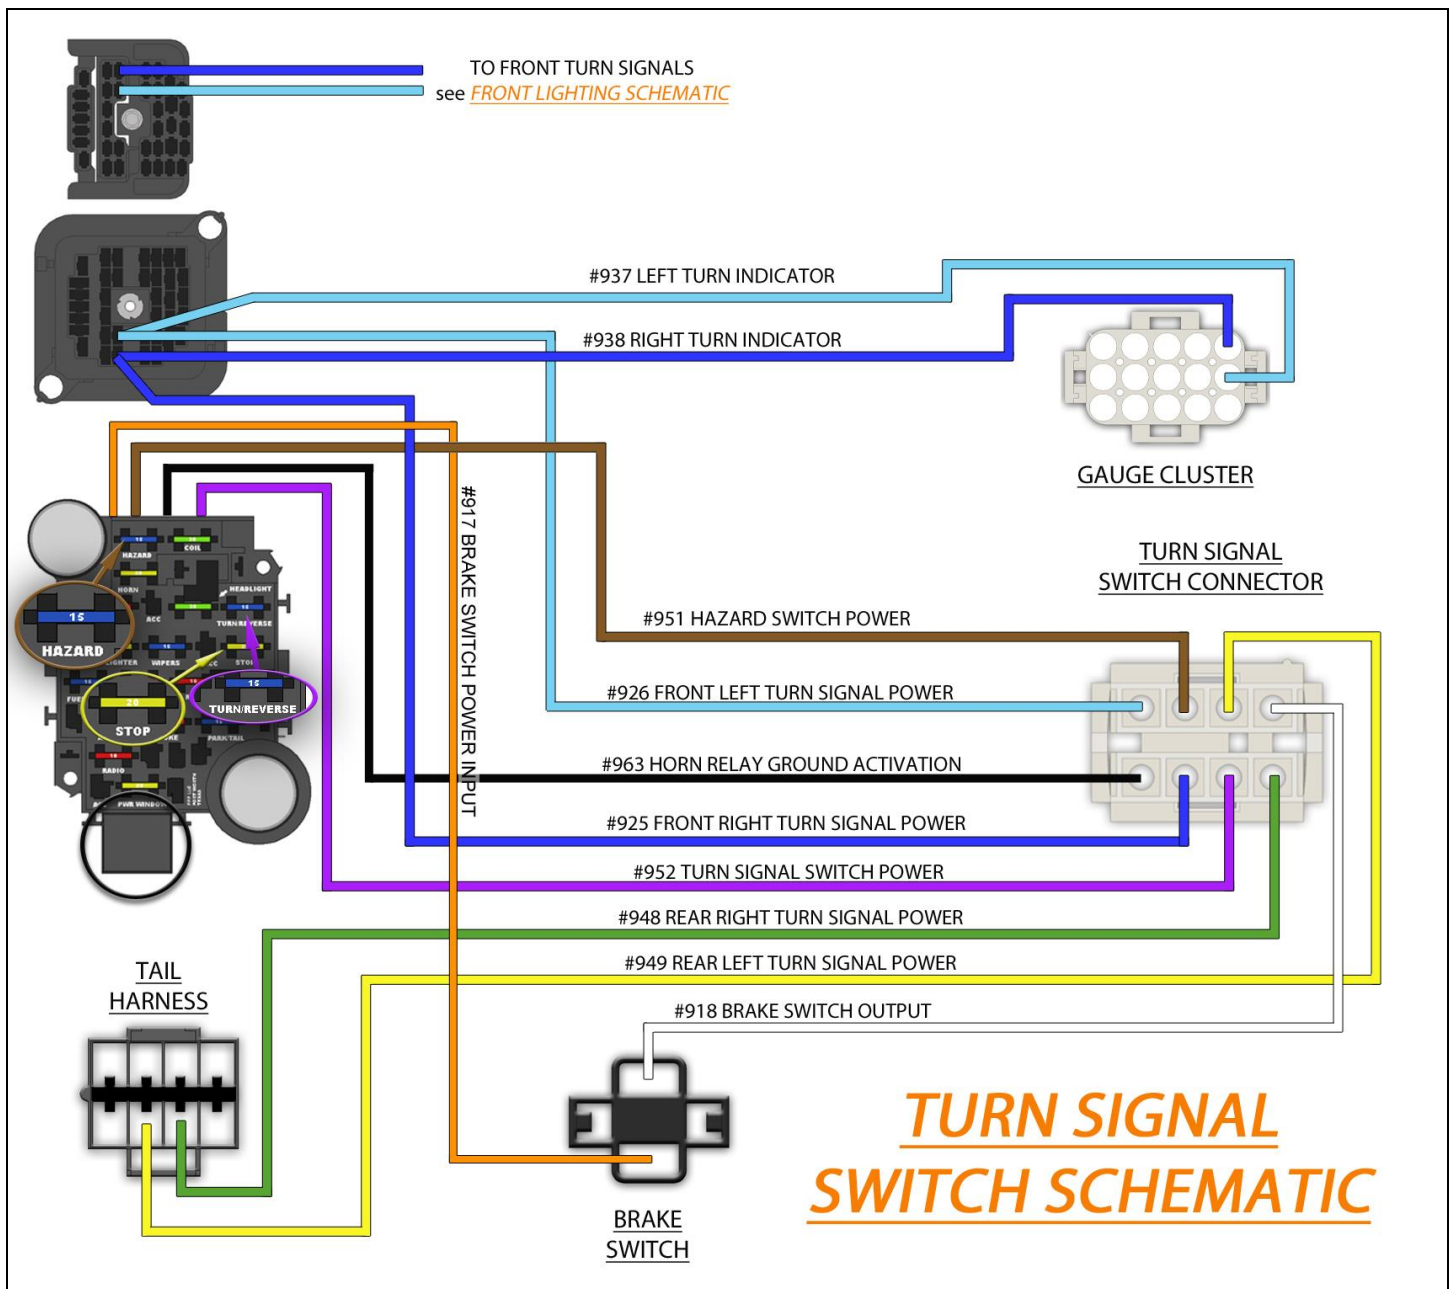 TO FRONT TURN SIGNALS
see FRONT LIGHTING SCHEMATIC
#937 LEFT TURN INDICATOR
#938 RIGHT TURN INDICATOR
GAUGE CLUSTER
#917 BRAKE SWITCH POWER INPUT
TURN SIGNAL
SWITCH CONNECTOR
15
HAZARD
COIL
HORN
ACC
HEADLIGHT
15
TURN/REVERSE
15
HAZARD
LIGHTER
15
WIPERS
STOP
20
STOP
15
TURN/REVERSE
PARK/TAIL
10
RADIO
PWR WINDOW
#951 HAZARD SWITCH POWER
#926 FRONT LEFT TURN SIGNAL POWER
#963 HORN RELAY GROUND ACTIVATION
#925 FRONT RIGHT TURN SIGNAL POWER
#952 TURN SIGNAL SWITCH POWER
#948 REAR RIGHT TURN SIGNAL POWER
#949 REAR LEFT TURN SIGNAL POWER
#918 BRAKE SWITCH OUTPUT
TAIL
HARNESS
BRAKE
SWITCH
TURN SIGNAL
SWITCH SCHEMATIC